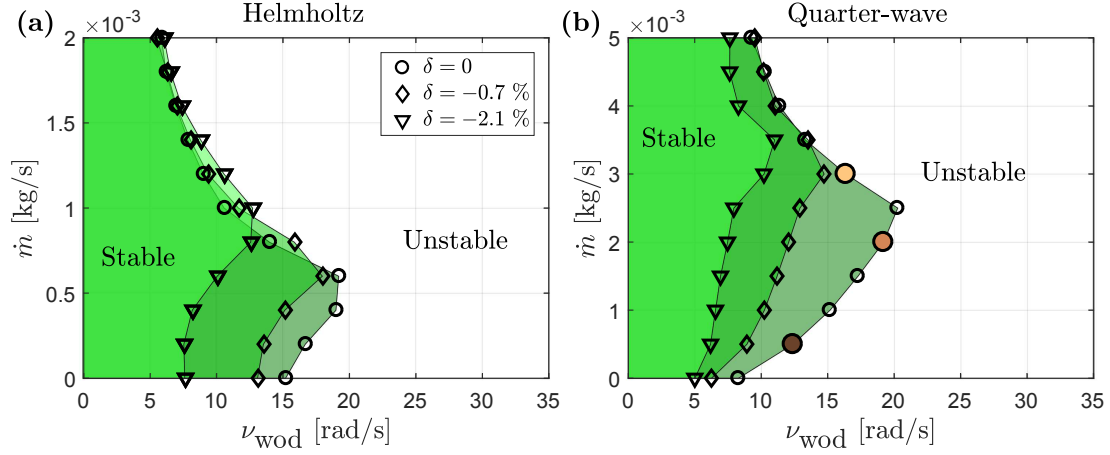 (a) Helmholtz
×10⁻³
2
1.5
1
0.5
0
ṁ [kg/s]
0 5 10 15 20 25 30 35
ν_wod [rad/s]
δ = 0
δ = −0.7 %
δ = −2.1 %
Stable
Unstable
(b) Quarter-wave
×10⁻³
5
4
3
2
1
0
ṁ [kg/s]
0 5 10 15 20 25 30 35
ν_wod [rad/s]
Stable
Unstable